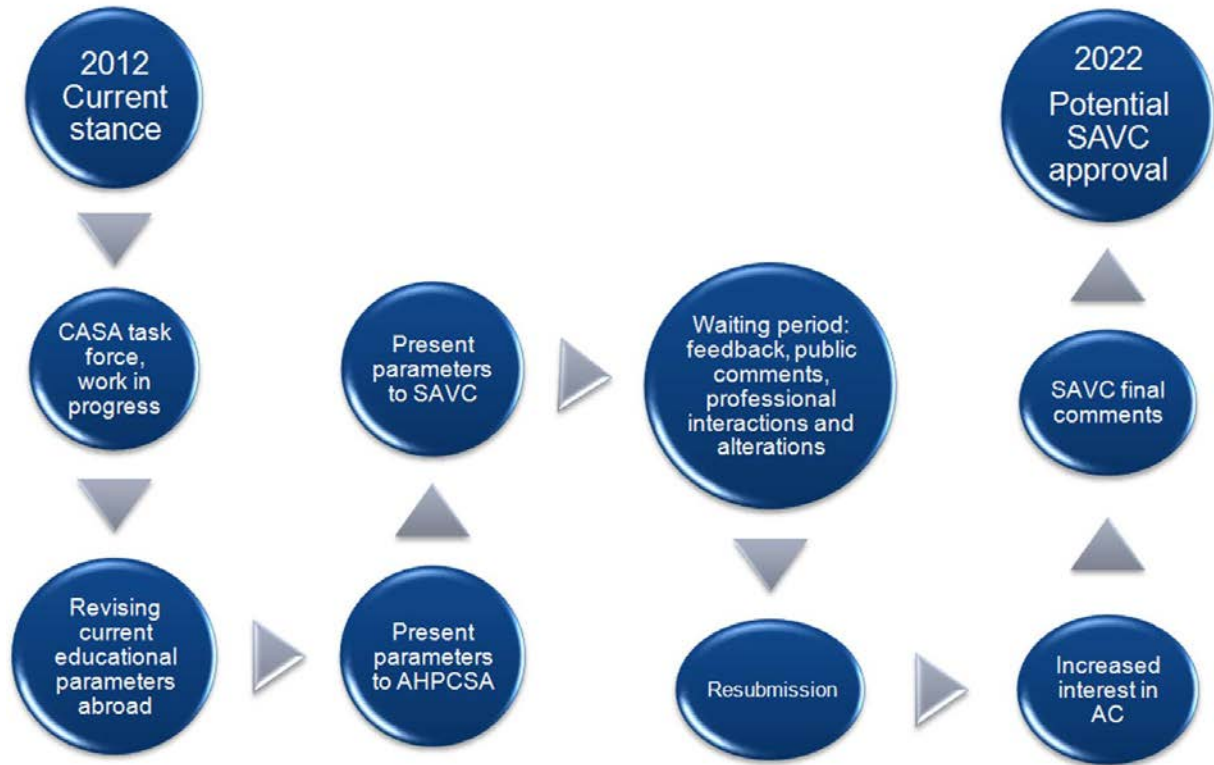 2012
Current
stance
CASA task
force,
work in
progress
Revising
current
educational
parameters
abroad
Present
parameters
to AHPCSA
Present
parameters
to SAVC
Waiting period:
feedback, public
comments,
professional
interactions and
alterations
Resubmission
Increased
interest in
AC
SAVC final
comments
2022
Potential
SAVC
approval